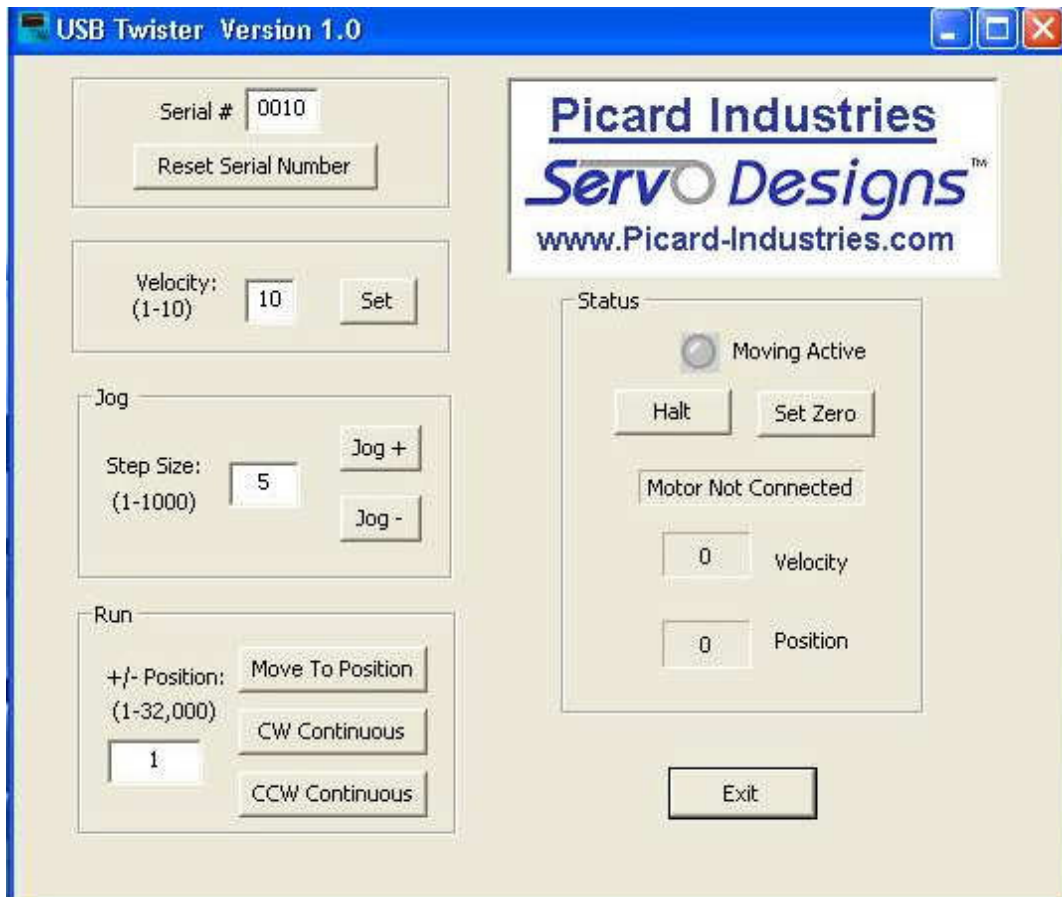 USB Twister Version 1.0
Serial # 0010
Reset Serial Number
Velocity:
(1-10)
10
Set
Jog
Step Size:
(1-1000)
5
Jog +
Jog -
Run
+/- Position:
(1-32,000)
1
Move To Position
CW Continuous
CCW Continuous
Picard Industries
Servo Designs™
www.Picard-Industries.com
Status
Moving Active
Halt
Set Zero
Motor Not Connected
0 Velocity
0 Position
Exit